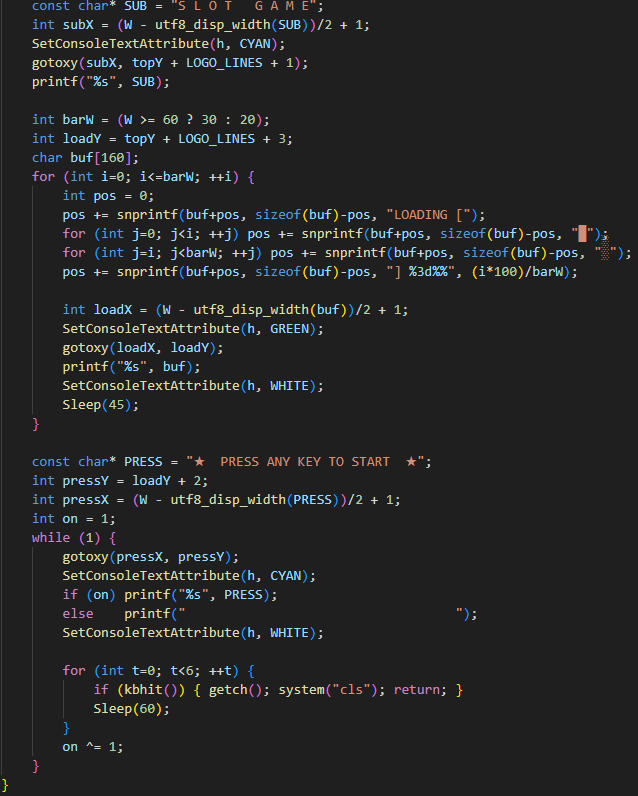 const char* SUB = "S L O T   G A M E";
    int subX = (W - utf8_disp_width(SUB))/2 + 1;
    SetConsoleTextAttribute(h, CYAN);
    gotoxy(subX, topY + LOGO_LINES + 1);
    printf("%s", SUB);

    int barW = (W >= 60 ? 30 : 20);
    int loadY = topY + LOGO_LINES + 3;
    char buf[160];
    for (int i=0; i<=barW; ++i) {
        int pos = 0;
        pos += snprintf(buf+pos, sizeof(buf)-pos, "LOADING [");
        for (int j=0; j<i; ++j) pos += snprintf(buf+pos, sizeof(buf)-pos, "█");
        for (int j=i; j<barW; ++j) pos += snprintf(buf+pos, sizeof(buf)-pos, "░");
        pos += snprintf(buf+pos, sizeof(buf)-pos, "] %3d%%", (i*100)/barW);

        int loadX = (W - utf8_disp_width(buf))/2 + 1;
        SetConsoleTextAttribute(h, GREEN);
        gotoxy(loadX, loadY);
        printf("%s", buf);
        SetConsoleTextAttribute(h, WHITE);
        Sleep(45);
    }

    const char* PRESS = "★  PRESS ANY KEY TO START  ★";
    int pressY = loadY + 2;
    int pressX = (W - utf8_disp_width(PRESS))/2 + 1;
    int on = 1;
    while (1) {
        gotoxy(pressX, pressY);
        SetConsoleTextAttribute(h, CYAN);
        if (on) printf("%s", PRESS);
        else    printf("                                   ");
        SetConsoleTextAttribute(h, WHITE);

        for (int t=0; t<6; ++t) {
            if (kbhit()) { getch(); system("cls"); return; }
            Sleep(60);
        }
        on ^= 1;
    }
}